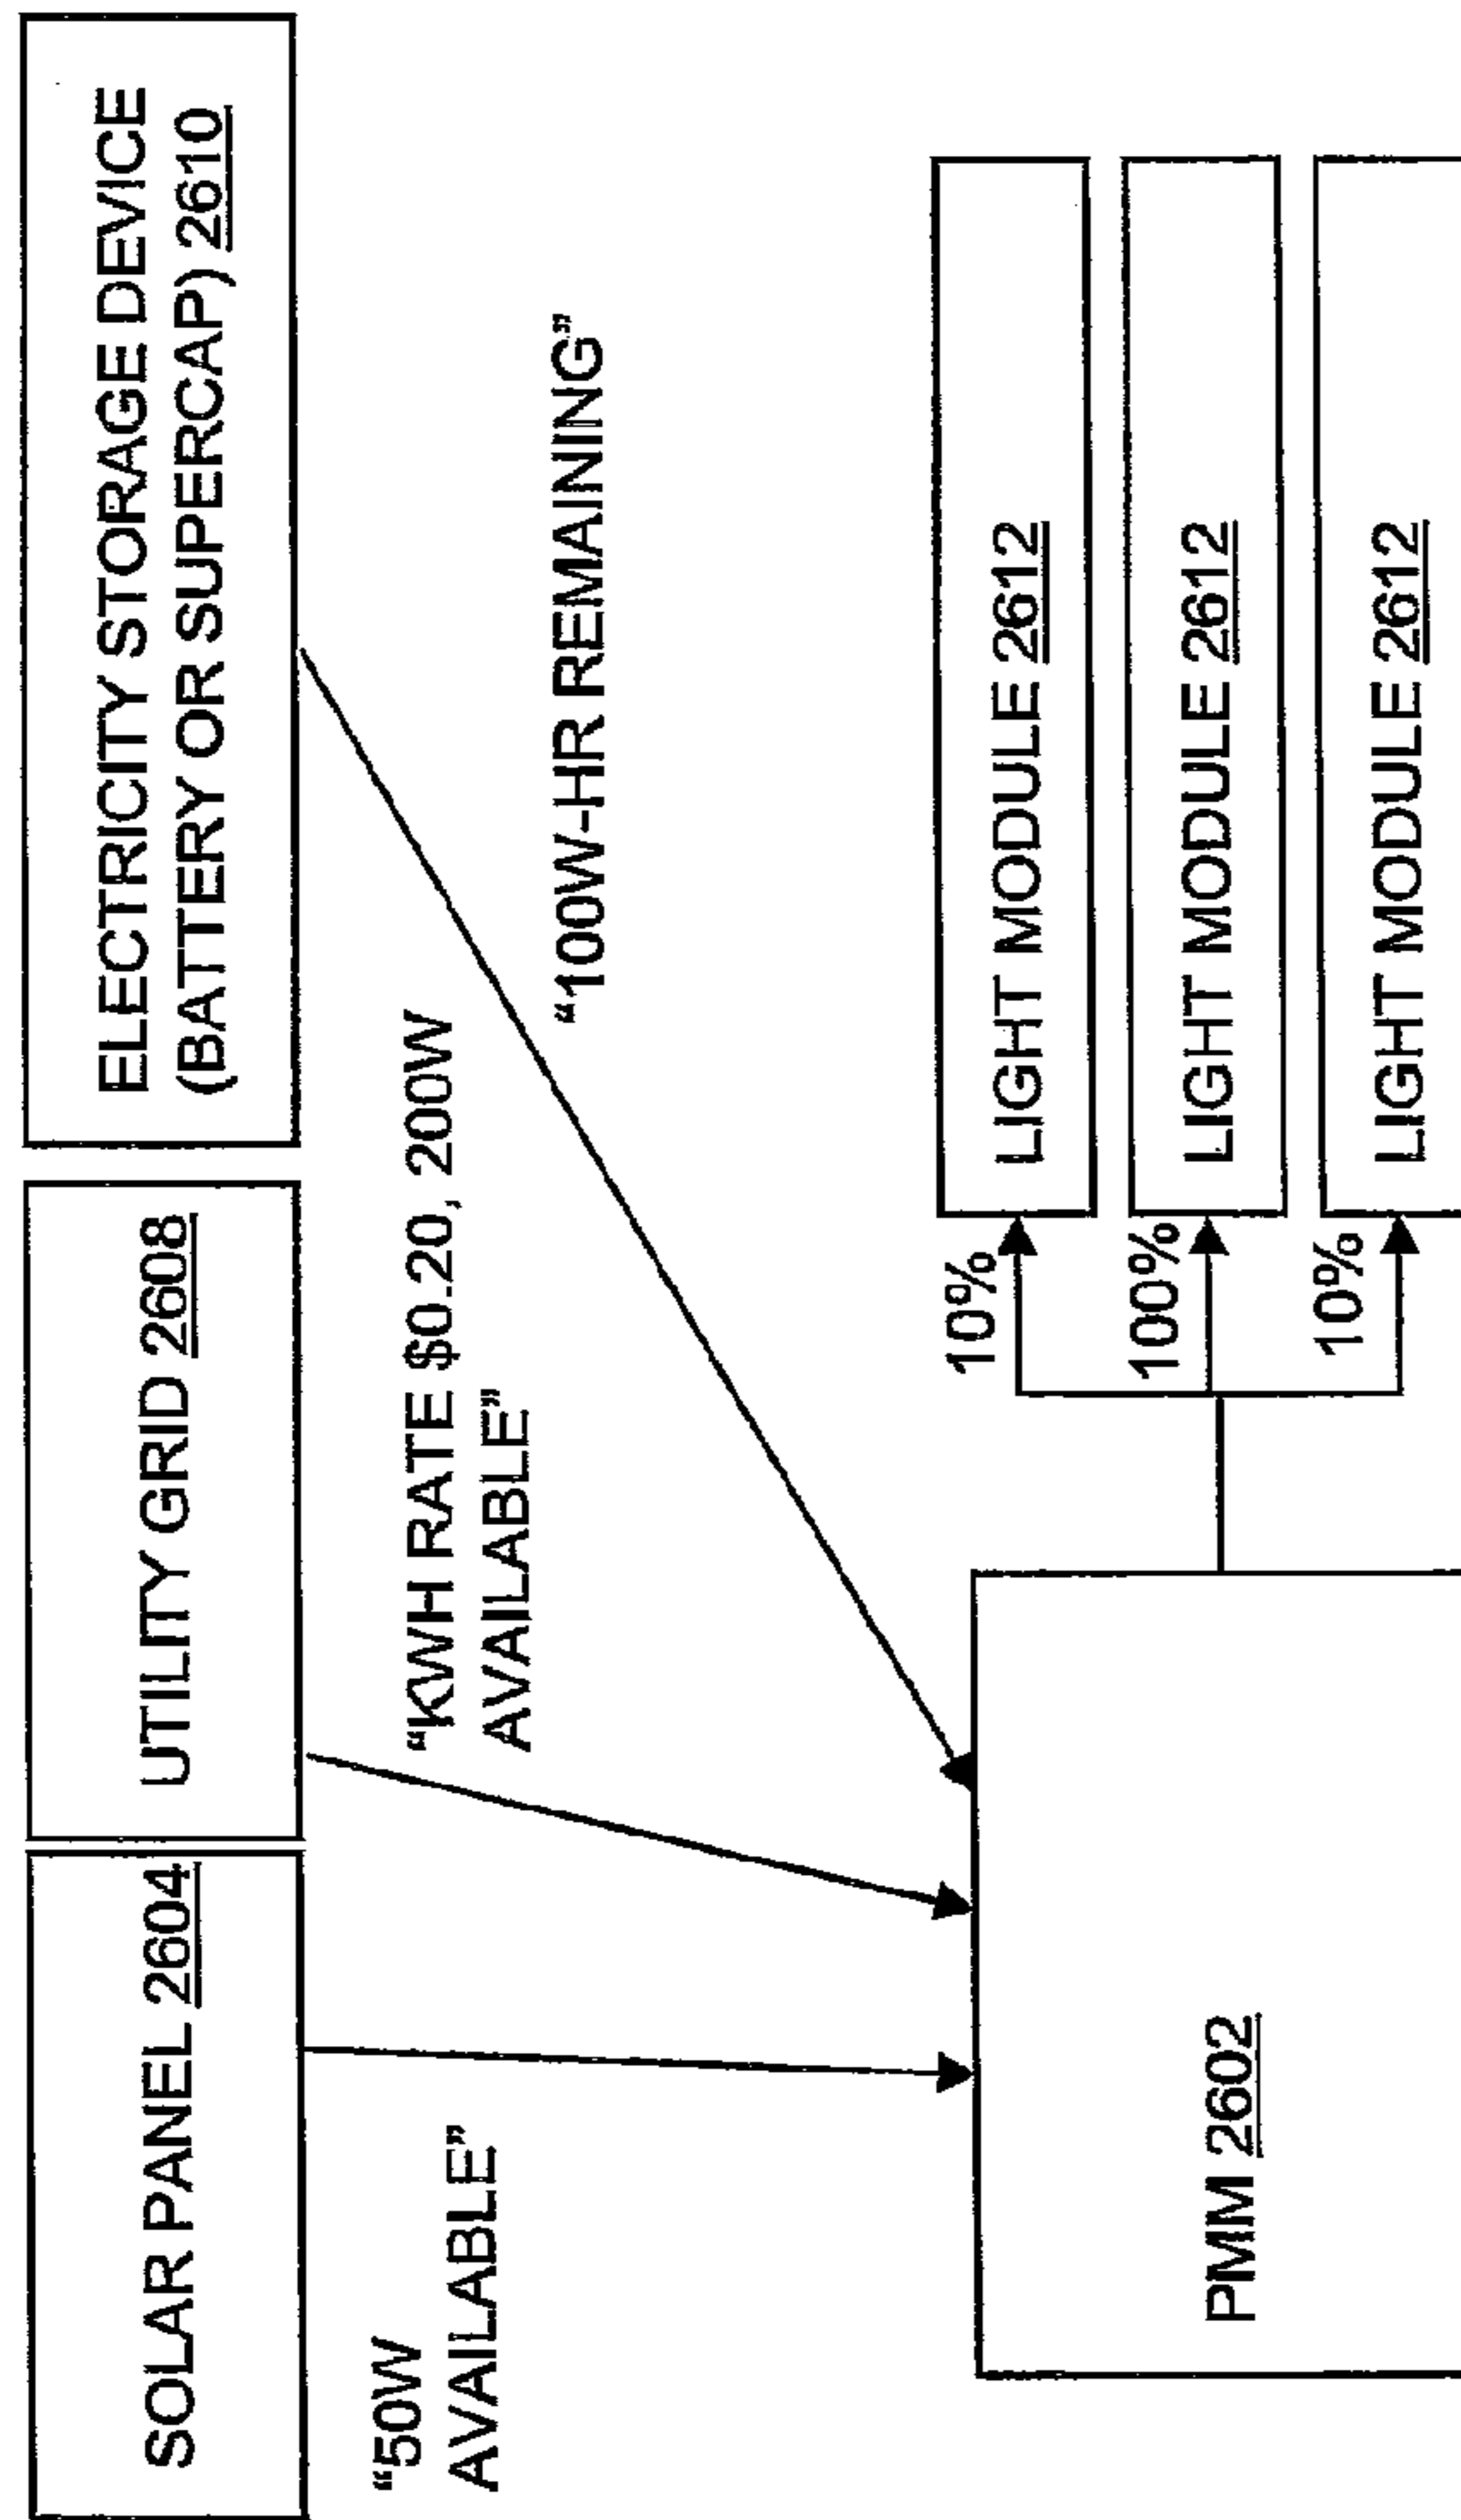 SOLAR PANEL 2604
UTILITY GRID 2608
ELECTRICITY STORAGE DEVICE
(BATTERY OR SUPERCAP) 2610
“50W
AVAILABLE”
“KWH RATE $0.20, 200W
AVAILABLE”
“100W-HR REMAINING”
PMM 2602
10%
LIGHT MODULE 2612
100%
LIGHT MODULE 2612
10%
LIGHT MODULE 2612